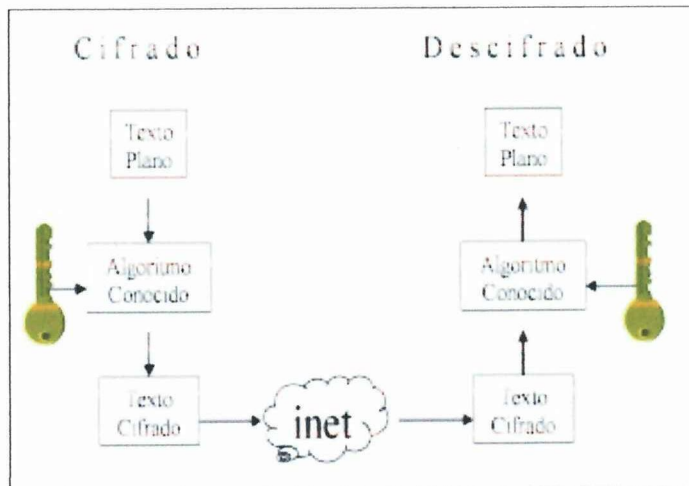 Cifrado
Descifrado
Texto
Plano
Texto
Plano
Algoritmo
Conocido
Algoritmo
Conocido
Texto
Cifrado
inet
Texto
Cifrado